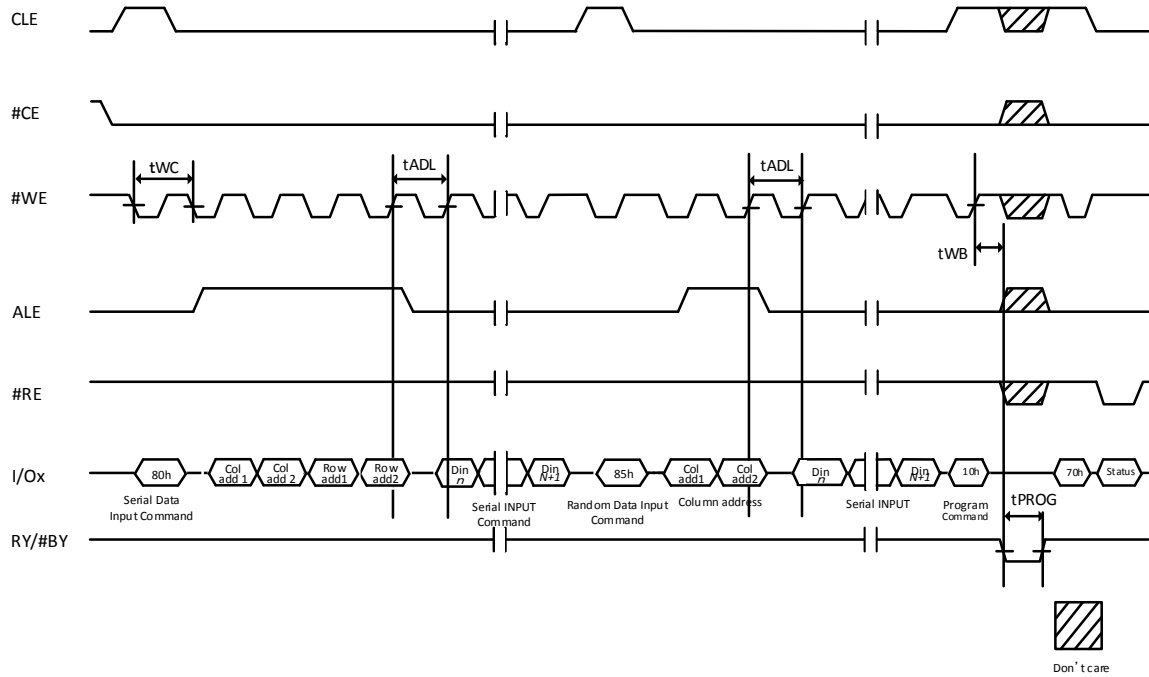 CLE
#CE
tWC
tADL
tADL
#WE
tWB
ALE
#RE
I/Ox
80h
Col add 1
Col add 2
Row add1
Row add2
Din n
Din N+1
85h
Col add1
Col add2
Din n
Din N+1
10h
70h
Status
Serial Data
Input Command
Serial INPUT
Command
Random Data Input
Command
Column address
Serial INPUT
Program
Command
tPROG
RY/#BY
Don't care